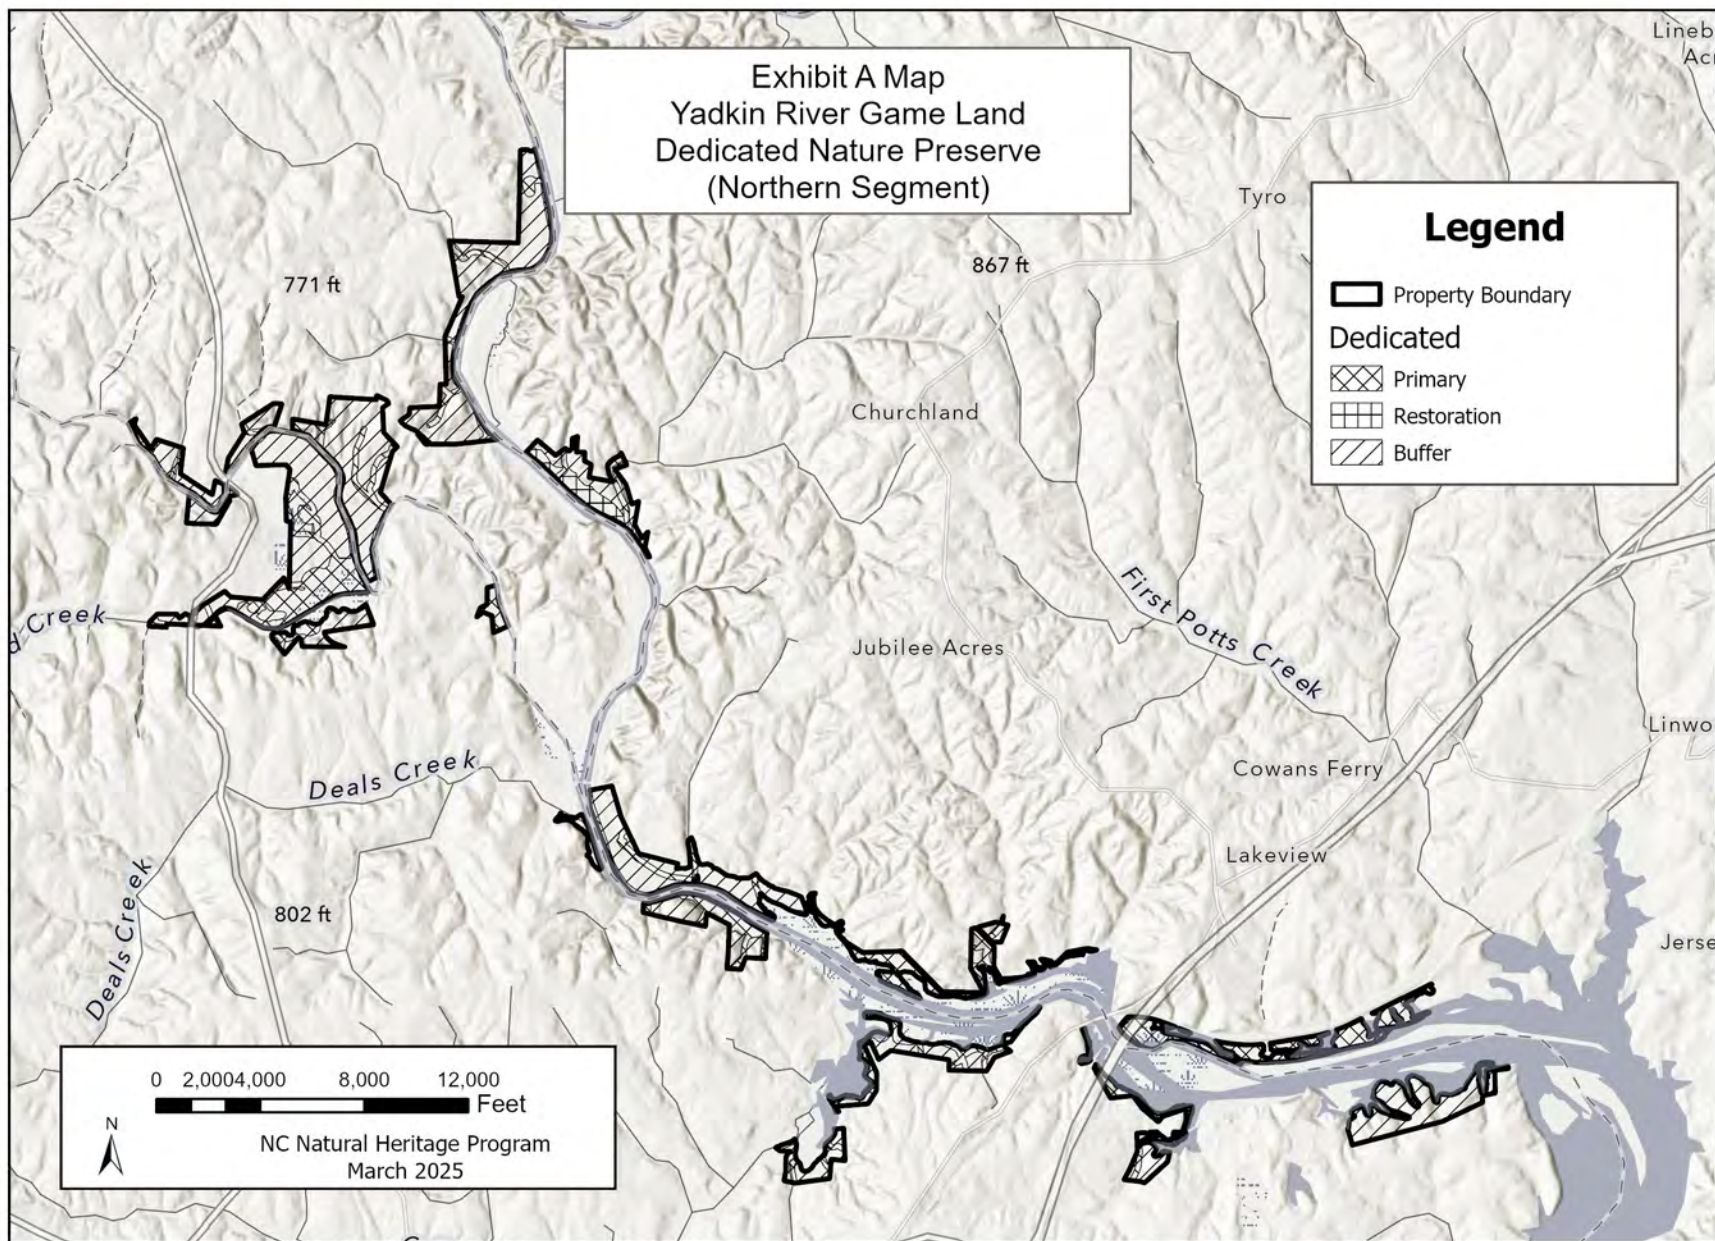 Exhibit A Map
Yadkin River Game Land
Dedicated Nature Preserve
(Northern Segment)
Tyro
867 ft
771 ft
Legend
Property Boundary
Dedicated
Primary
Restoration
Buffer
Churchland
First Potts Creek
Creek
Jubilee Acres
Deals Creek
Cowans Ferry
Lakeview
Deals Creek
802 ft
0 2,000 4,000 8,000 12,000
Feet
N
NC Natural Heritage Program
March 2025